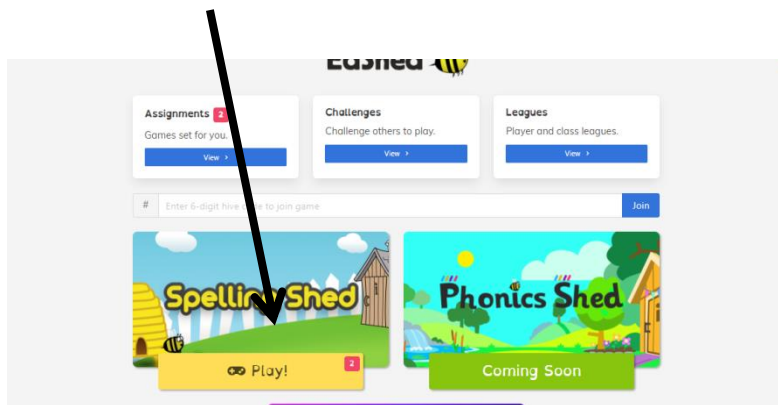 EdShed
Assignments 2
Games set for you.
View ›
Challenges
Challenge others to play.
View ›
Leagues
Player and class leagues.
View ›
# Enter 6-digit hive code to join game
Join
Spelling Shed
Play!
2
Phonics Shed
Coming Soon